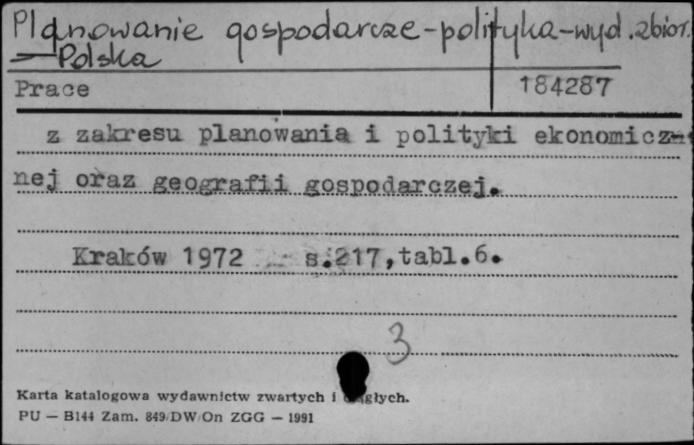 Planowanie gospodarcze-polityka-wyd.zbior.
—Polska
Prace 184287
z zakresu planowania i polityki ekonomicz-
nej oraz geografii gospodarczej.
Kraków 1972 s.217,tabl.6.
3
Karta katalogowa wydawnictw zwartych i ciągłych.
PU — B144 Zam. 849/DW/On ZGG — 1991